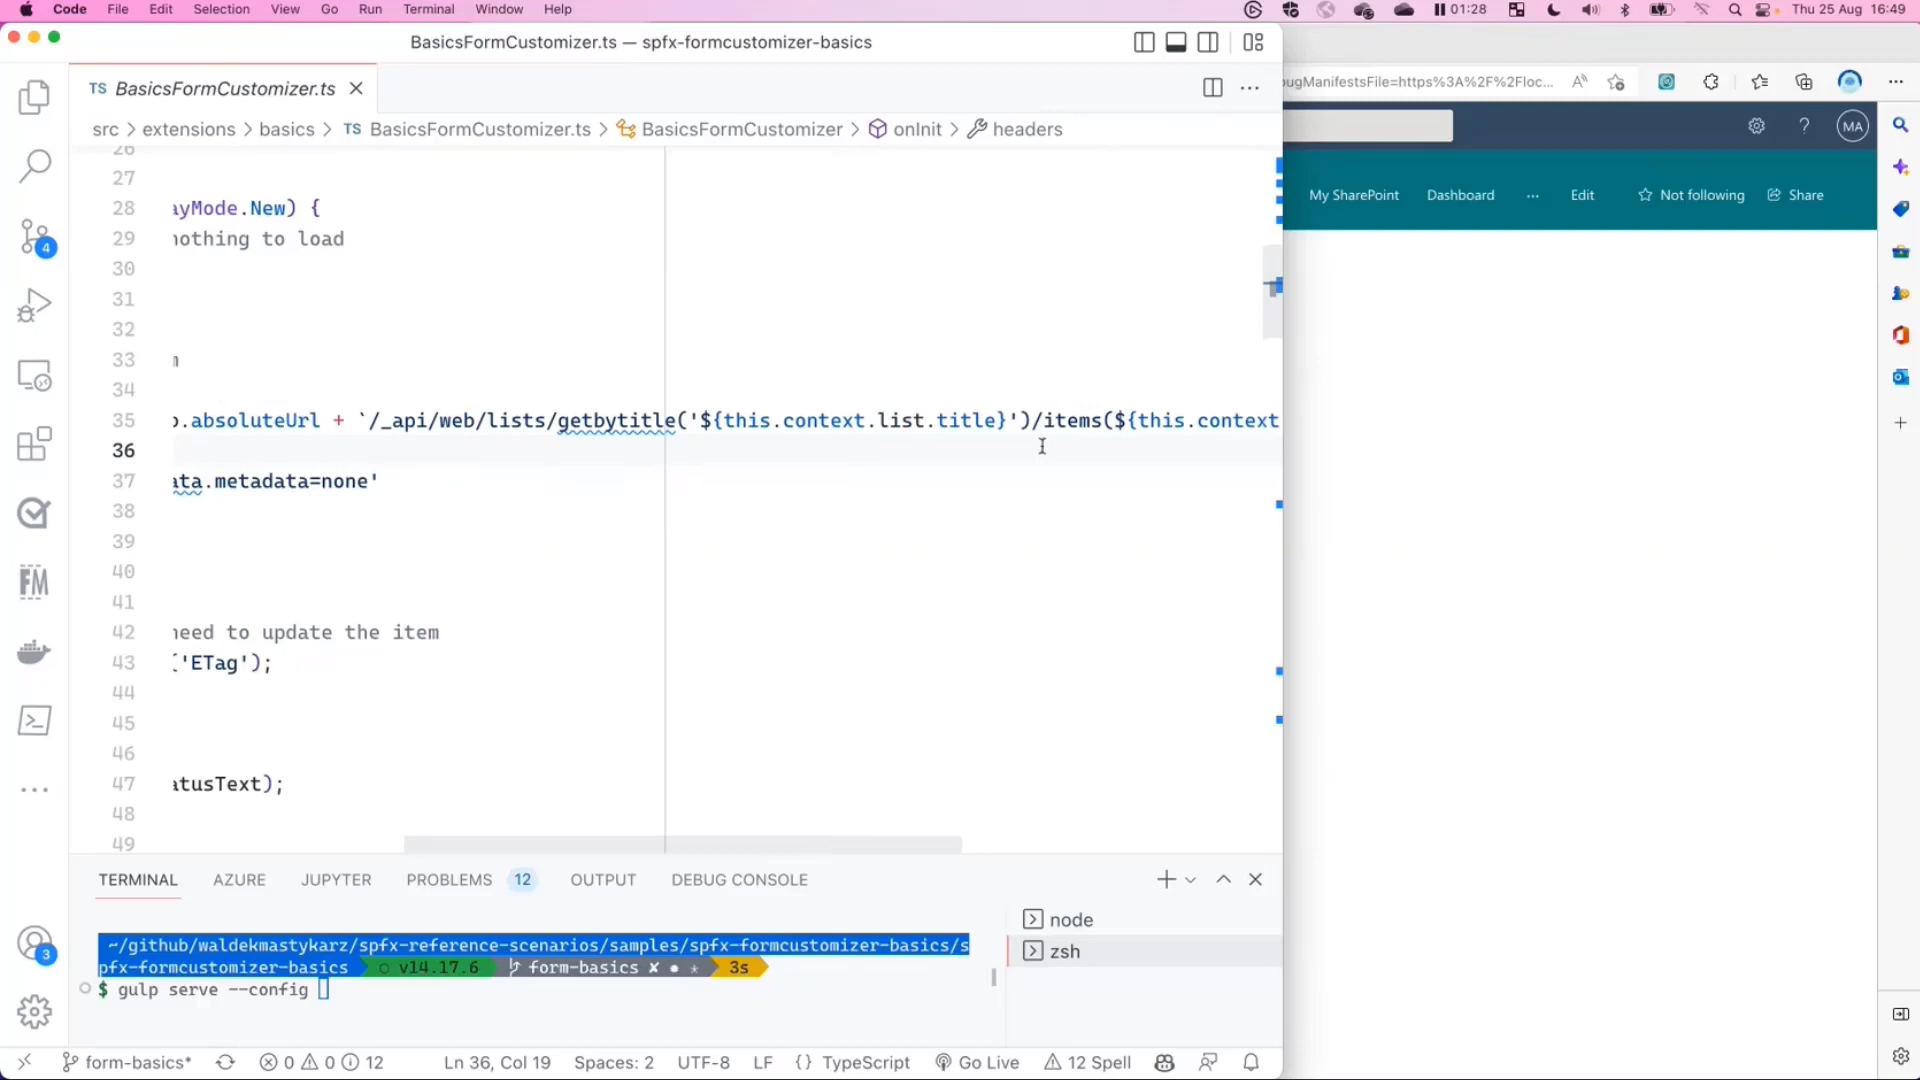 Code File Edit Selection View Go Run Terminal Window Help 01:28 Thu 25 Aug 16:49
BasicsFormCustomizer.ts — spfx-formcustomizer-basics
TS BasicsFormCustomizer.ts
ougManifestsFile=https%3A%2F%2Floc...
src > extensions > basics > TS BasicsFormCustomizer.ts > BasicsFormCustomizer > onInit > headers
MA
My SharePoint Dashboard ... Edit Not following Share
26
27
28 ayMode.New) {
29 nothing to load
30
31
32
33 m
34
35 b.absoluteUrl + `/_api/web/lists/getbytitle('${this.context.list.title}')/items(${this.context
36
37 ata.metadata=none'
38
39
40
41
42 need to update the item
43 ['ETag');
44
45
46
47 atusText);
48
49
4
FM
3
TERMINAL AZURE JUPYTER PROBLEMS 12 OUTPUT DEBUG CONSOLE
~/github/waldekmastykarz/spfx-reference-scenarios/samples/spfx-formcustomizer-basics/s
pfx-formcustomizer-basics v14.17.6 form-basics ✘ ● ★ 3s
$ gulp serve --config
node
zsh
form-basics* 0 0 12 Ln 36, Col 19 Spaces: 2 UTF-8 LF {} TypeScript Go Live 12 Spell